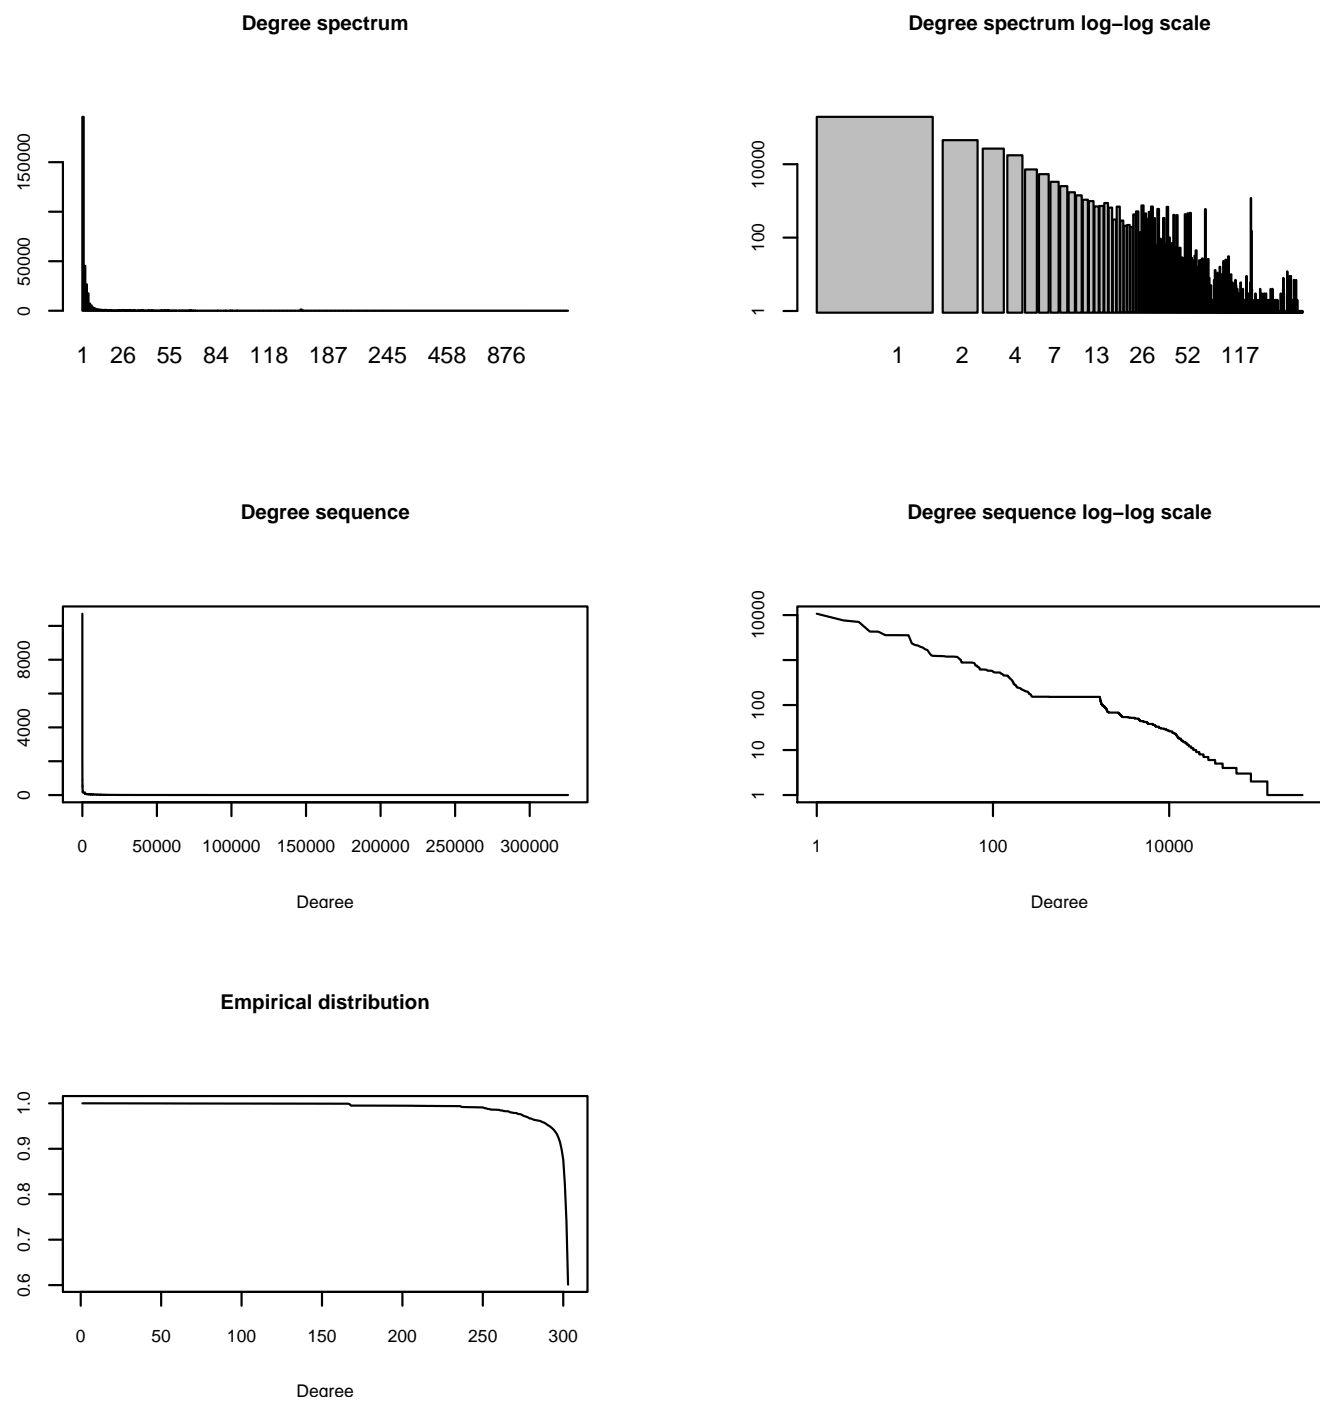 Degree spectrum
150000
50000
0
1 26 55 84 118 187 245 458 876
Degree spectrum log−log scale
10000
100
1
1 2 4 7 13 26 52 117
Degree sequence
8000
4000
0
0 50000 100000 150000 200000 250000 300000
Degree
Degree sequence log−log scale
10000
100
10
1
1 100 10000
Degree
Empirical distribution
1.0
0.9
0.8
0.7
0.6
0 50 100 150 200 250 300
Degree